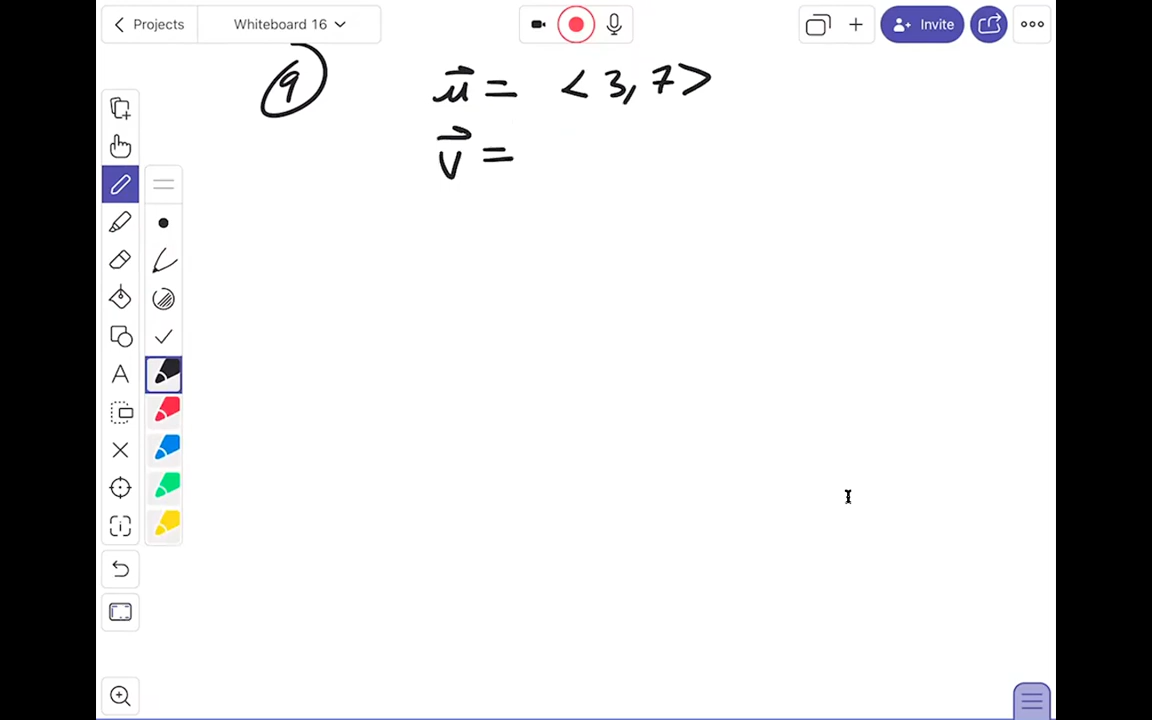 Projects
Whiteboard 16
Invite
9
u⃗ = < 3, 7 >
v⃗ =
A